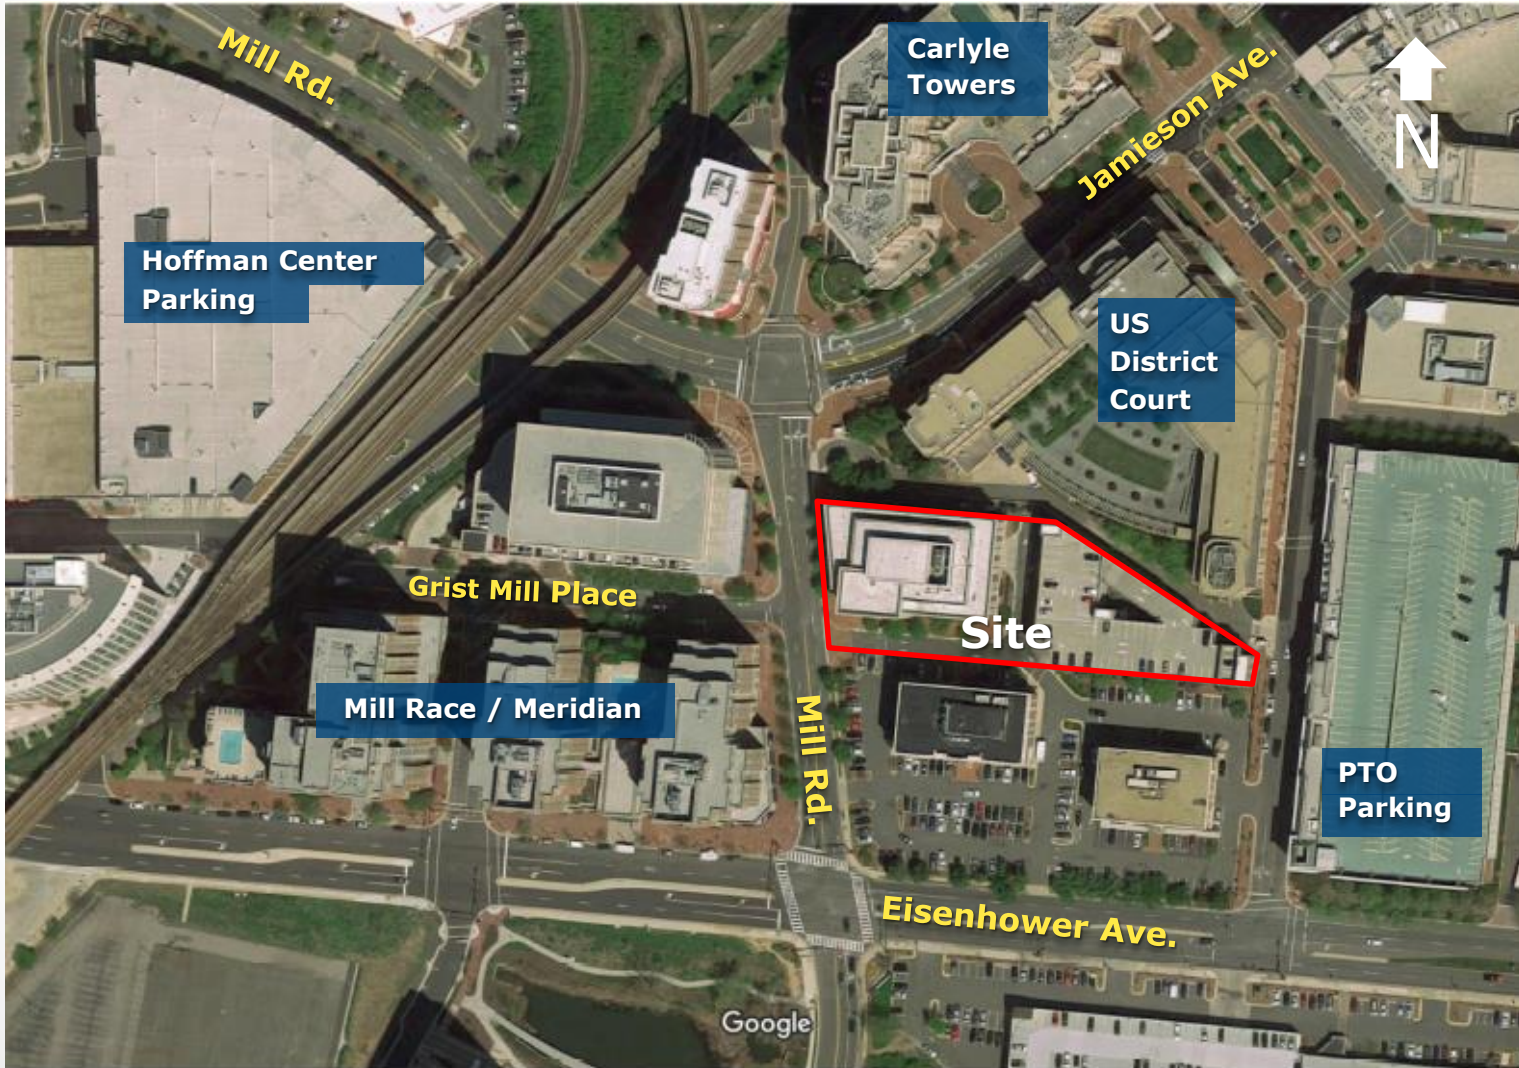 Mill Rd.
Carlyle
Towers
Jamieson Ave.
N
Hoffman Center
Parking
US
District
Court
Grist Mill Place
Site
Mill Race / Meridian
Mill Rd.
PTO
Parking
Eisenhower Ave.
Google